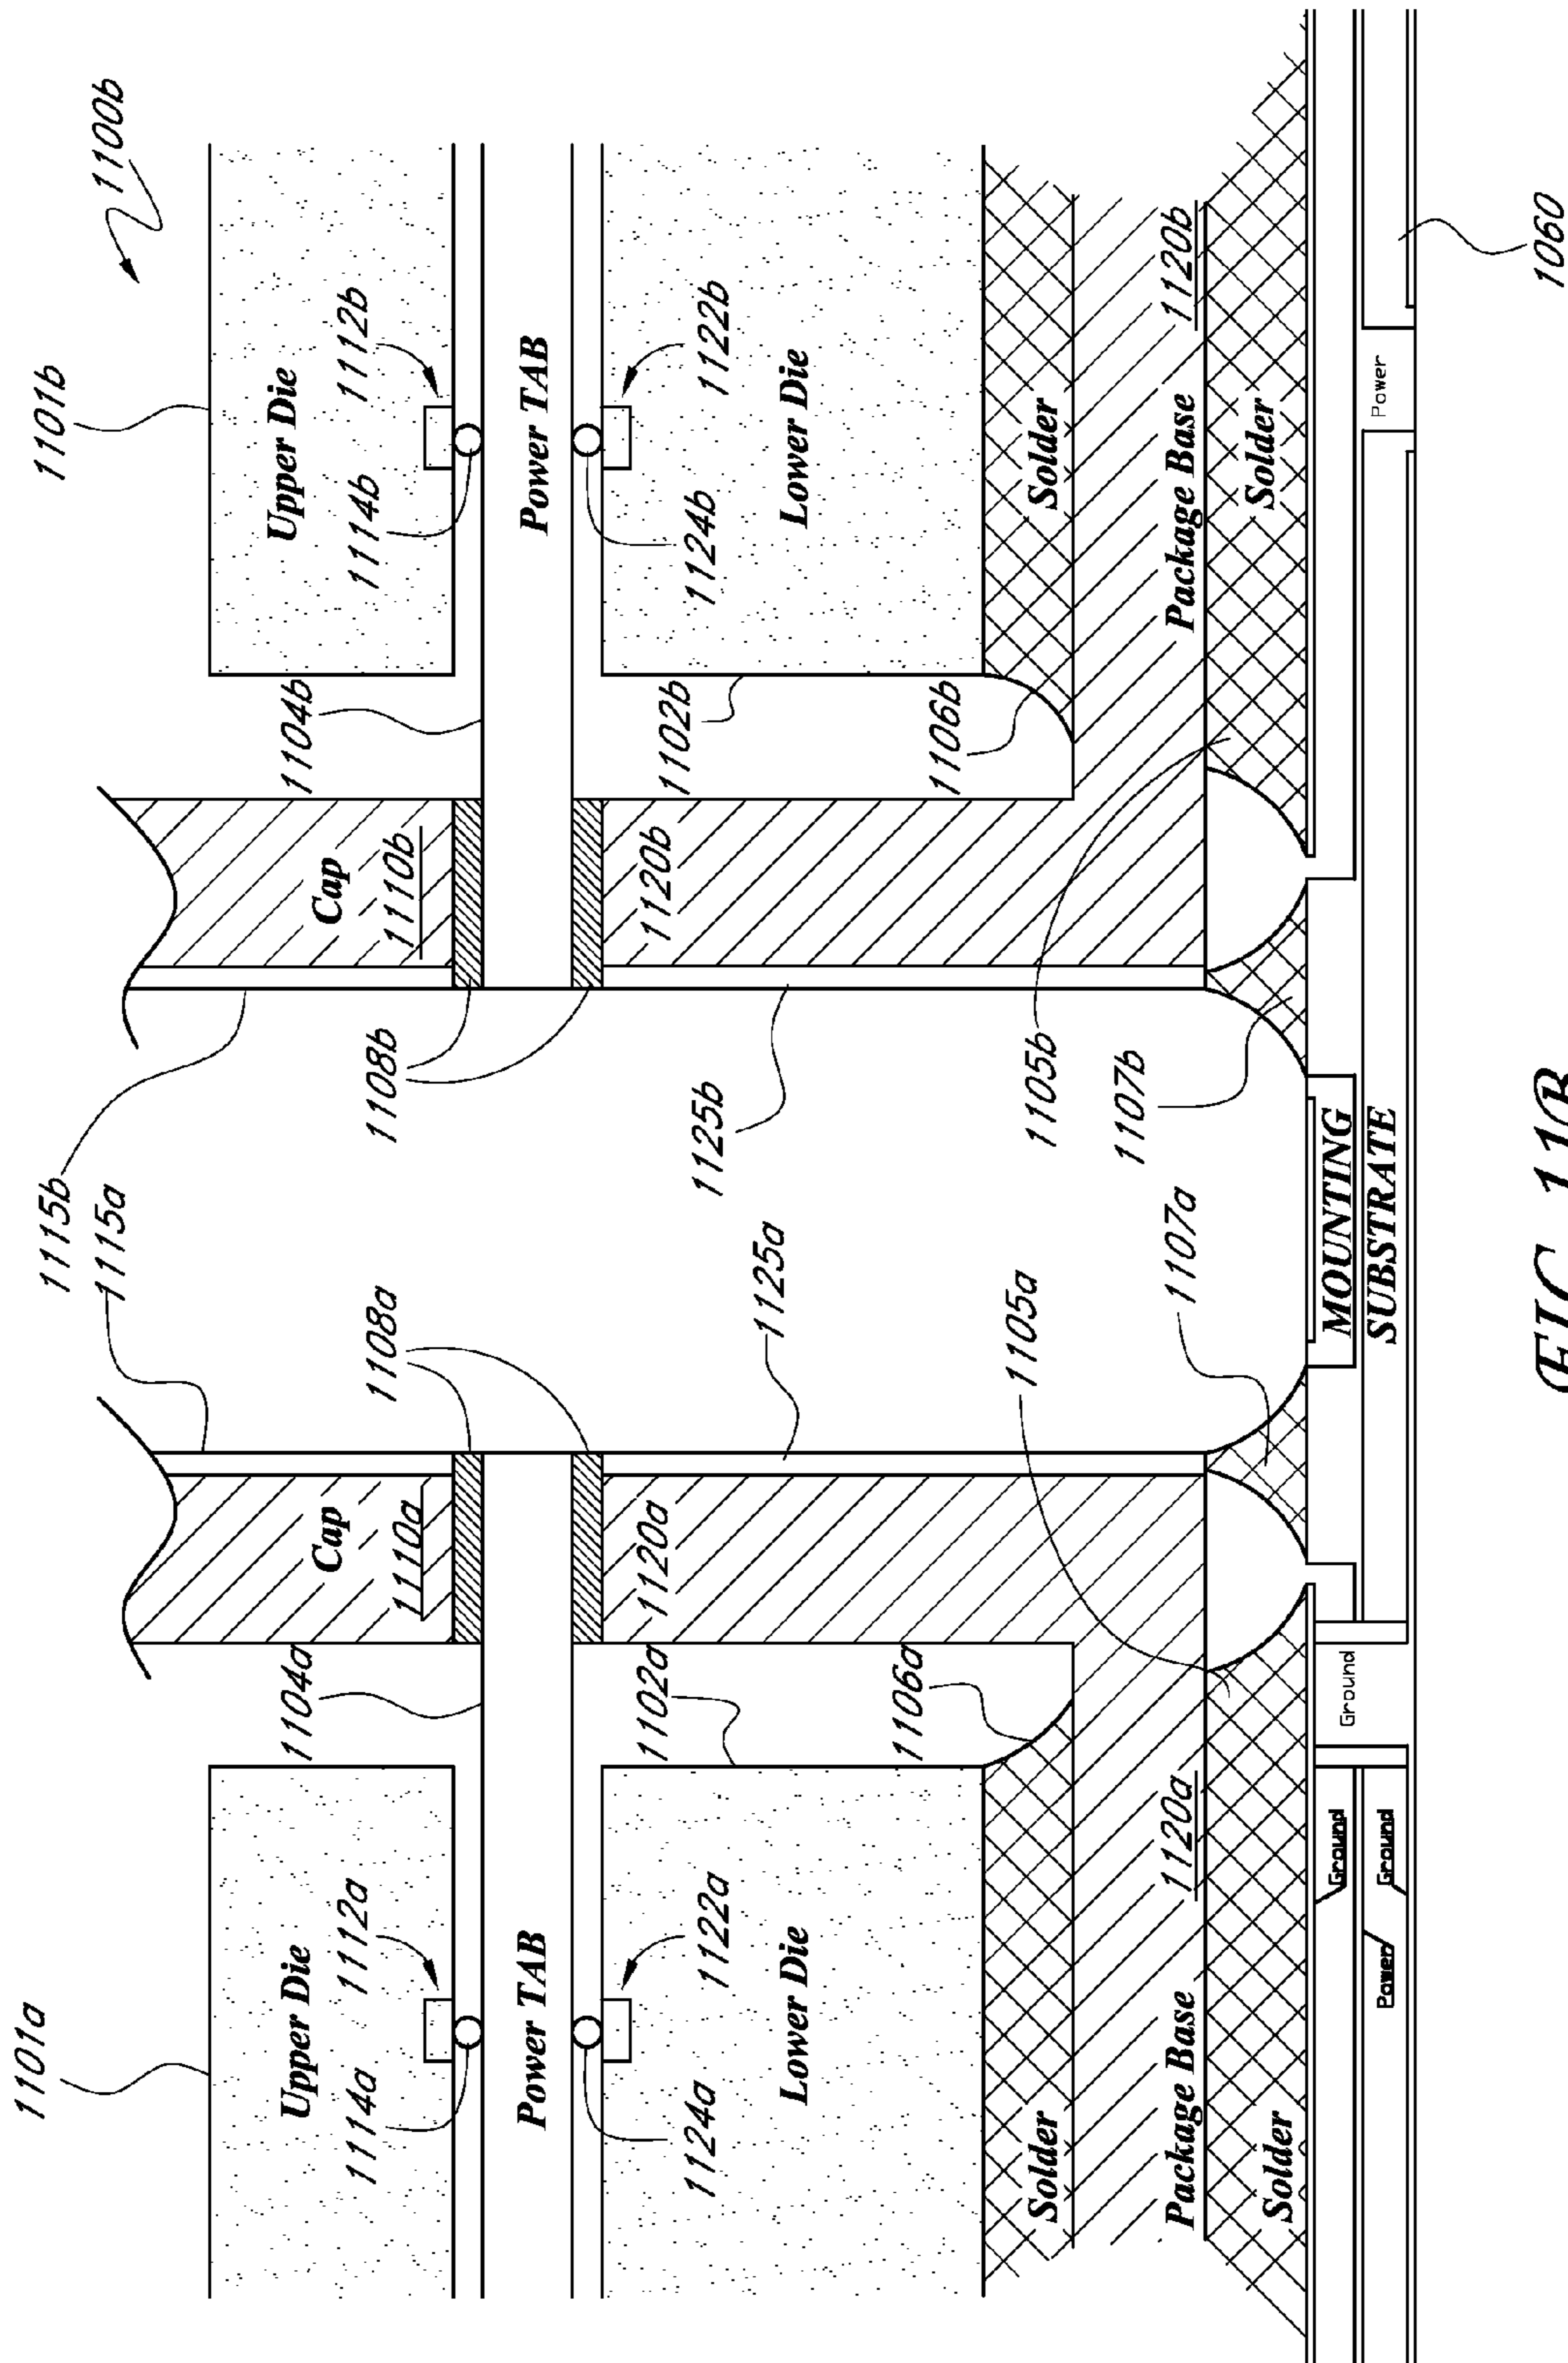 1101a
1101b
1100b
1115b
1115a
Upper Die
1112a
1114a
1104a
Cap
1110a
1108a
1108b
Cap
1110b
1104b
Upper Die
1112b
1114b
Power TAB
Power TAB
1122a
1124a
Lower Die
1102a
1120a
1125a
1125b
1120b
1102b
1122b
1124b
Lower Die
1106a
1106b
Solder
1105a
1105b
Solder
Package Base
1120a
1107a
1107b
Package Base
1120b
Solder
Solder
Ground
Ground
Ground
Power
MOUNTING
SUBSTRATE
Power
1060
FIG. 11B